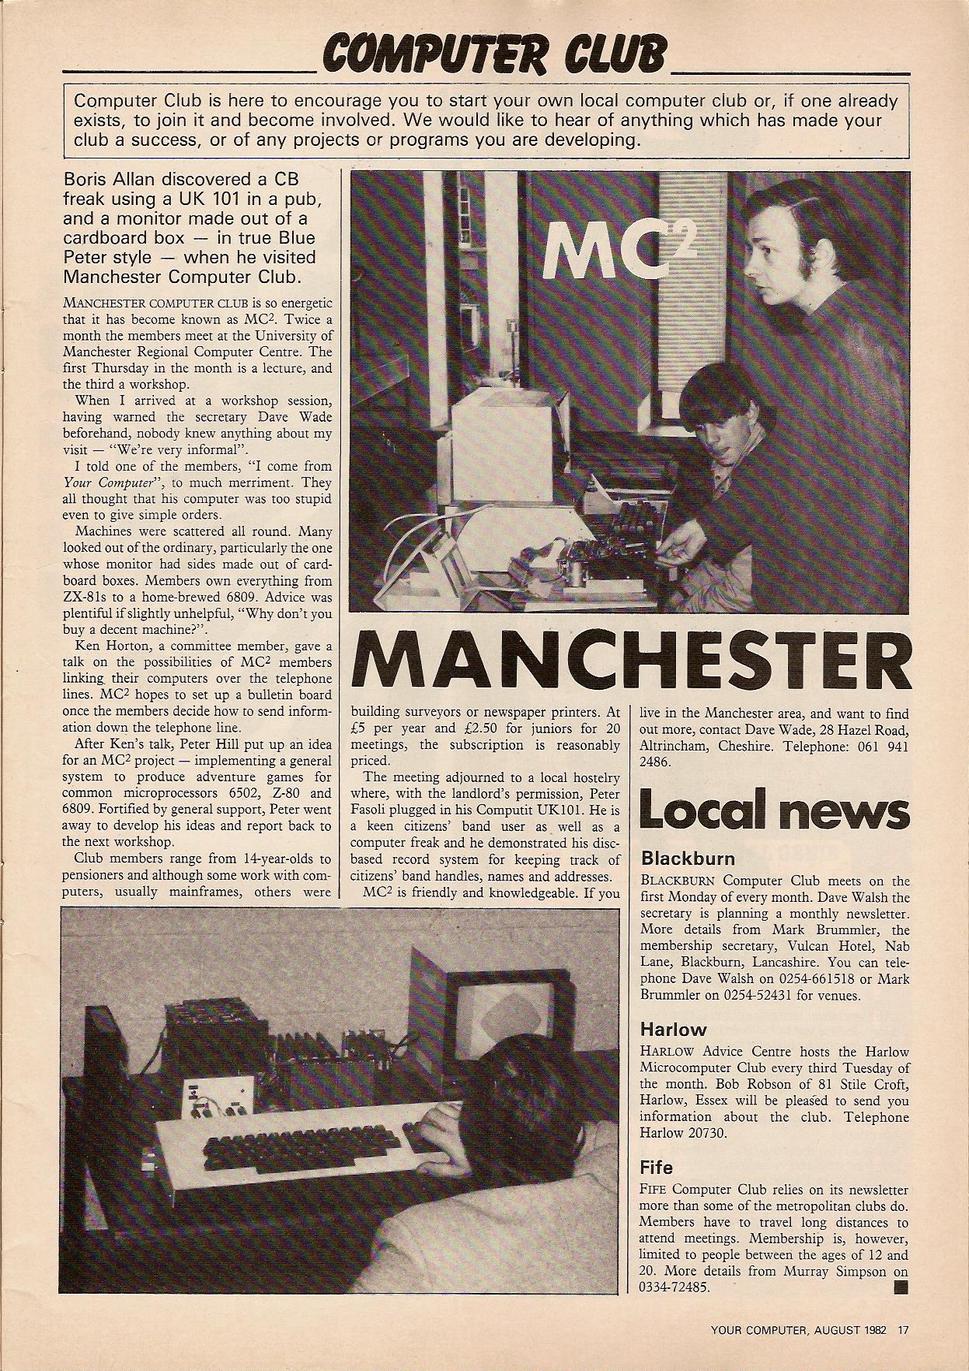 COMPUTER CLUB
Computer Club is here to encourage you to start your own local computer club or, if one already
exists, to join it and become involved. We would like to hear of anything which has made your
club a success, or of any projects or programs you are developing.
Boris Allan discovered a CB
freak using a UK 101 in a pub,
and a monitor made out of a
cardboard box — in true Blue
Peter style — when he visited
Manchester Computer Club.
MANCHESTER COMPUTER CLUB is so energetic
that it has become known as MC². Twice a
month the members meet at the University of
Manchester Regional Computer Centre. The
first Thursday in the month is a lecture, and
the third a workshop.
When I arrived at a workshop session,
having warned the secretary Dave Wade
beforehand, nobody knew anything about my
visit — “We’re very informal”.
I told one of the members, “I come from
Your Computer”, to much merriment. They
all thought that his computer was too stupid
even to give simple orders.
Machines were scattered all round. Many
looked out of the ordinary, particularly the one
whose monitor had sides made out of card-
board boxes. Members own everything from
ZX-81s to a home-brewed 6809. Advice was
plentiful if slightly unhelpful, “Why don’t you
buy a decent machine?”.
Ken Horton, a committee member, gave a
talk on the possibilities of MC² members
linking their computers over the telephone
lines. MC² hopes to set up a bulletin board
once the members decide how to send inform-
ation down the telephone line.
After Ken’s talk, Peter Hill put up an idea
for an MC² project — implementing a general
system to produce adventure games for
common microprocessors 6502, Z-80 and
6809. Fortified by general support, Peter went
away to develop his ideas and report back to
the next workshop.
Club members range from 14-year-olds to
pensioners and although some work with com-
puters, usually mainframes, others were
MC²
MANCHESTER
building surveyors or newspaper printers. At
£5 per year and £2.50 for juniors for 20
meetings, the subscription is reasonably
priced.
The meeting adjourned to a local hostelry
where, with the landlord’s permission, Peter
Fasoli plugged in his Computit UK101. He is
a keen citizens’ band user as well as a
computer freak and he demonstrated his disc-
based record system for keeping track of
citizens’ band handles, names and addresses.
MC² is friendly and knowledgeable. If you
live in the Manchester area, and want to find
out more, contact Dave Wade, 28 Hazel Road,
Altrincham, Cheshire. Telephone: 061 941
2486.
Local news
Blackburn
BLACKBURN Computer Club meets on the
first Monday of every month. Dave Walsh the
secretary is planning a monthly newsletter.
More details from Mark Brummler, the
membership secretary, Vulcan Hotel, Nab
Lane, Blackburn, Lancashire. You can tele-
phone Dave Walsh on 0254-661518 or Mark
Brummler on 0254-52431 for venues.
Harlow
HARLOW Advice Centre hosts the Harlow
Microcomputer Club every third Tuesday of
the month. Bob Robson of 81 Stile Croft,
Harlow, Essex will be pleased to send you
information about the club. Telephone
Harlow 20730.
Fife
FIFE Computer Club relies on its newsletter
more than some of the metropolitan clubs do.
Members have to travel long distances to
attend meetings. Membership is, however,
limited to people between the ages of 12 and
20. More details from Murray Simpson on
0334-72485.
YOUR COMPUTER, AUGUST 1982 17